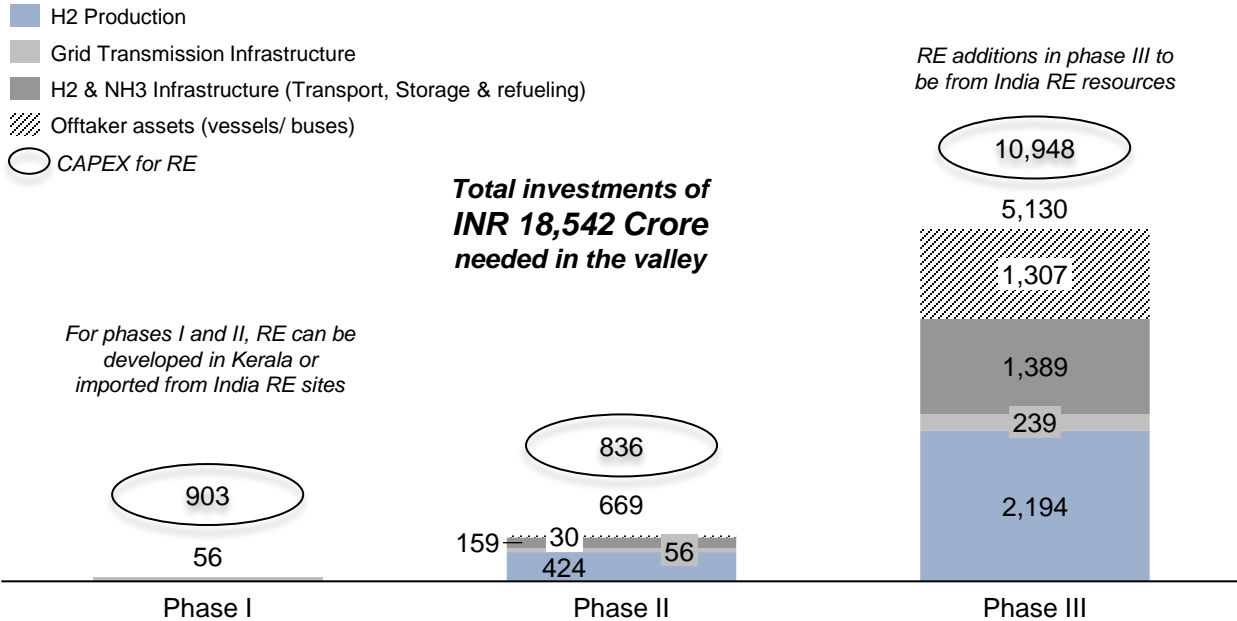 H2 Production
Grid Transmission Infrastructure
H2 & NH3 Infrastructure (Transport, Storage & refueling)
Offtaker assets (vessels/ buses)
CAPEX for RE
Total investments of
INR 18,542 Crore
needed in the valley
RE additions in phase III to
be from India RE resources
For phases I and II, RE can be
developed in Kerala or
imported from India RE sites
903
56
836
669
159
30
56
424
10,948
5,130
1,307
1,389
239
2,194
Phase I
Phase II
Phase III